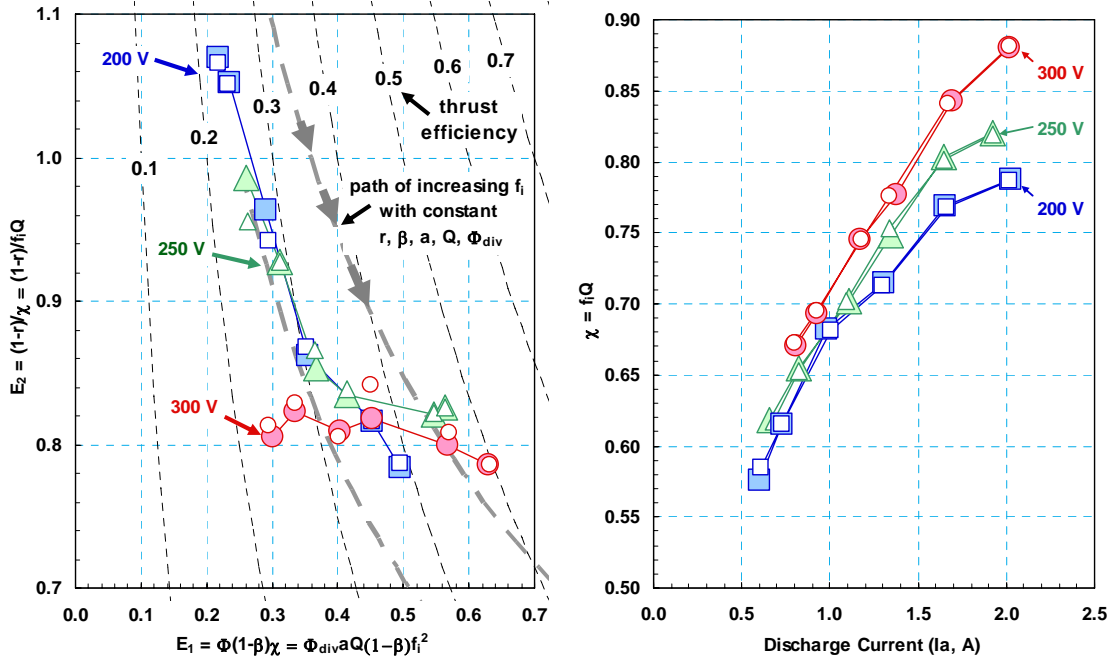 1.1
1.0
0.9
0.8
0.7
E₂ = (1-r)/χ = (1-r)/fᵢQ
0.0
0.1
0.2
0.3
0.4
0.5
0.6
0.7
E₁ = Φ(1-β)χ = Φdiv aQ(1−β)fᵢ²
200 V
250 V
300 V
0.1
0.2
0.3
0.4
0.5
0.6
0.7
thrust
efficiency
path of increasing fᵢ
with constant
r, β, a, Q, Φdiv
0.90
0.85
0.80
0.75
0.70
0.65
0.60
0.55
0.50
χ = fᵢQ
0.0
0.5
1.0
1.5
2.0
2.5
Discharge Current (Ia, A)
300 V
250 V
200 V